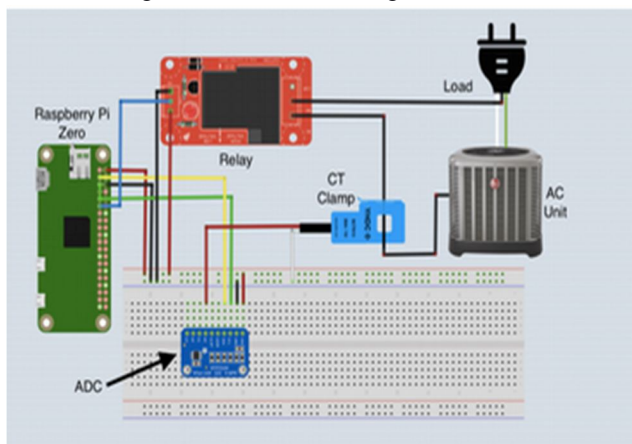 Load
Raspberry Pi
Zero
Relay
CT
Clamp
AC
Unit
ADC